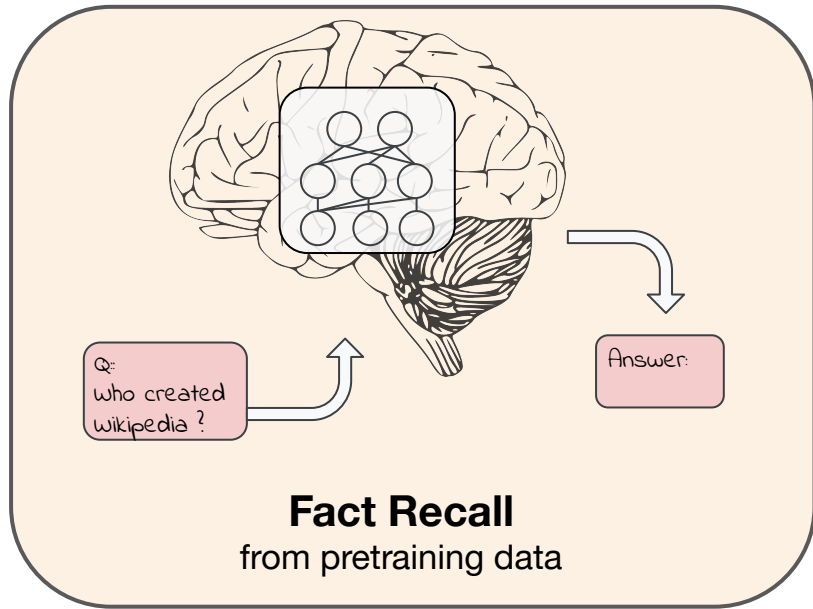 Q:
who created
wikipedia ?
Answer:
Fact Recall
from pretraining data